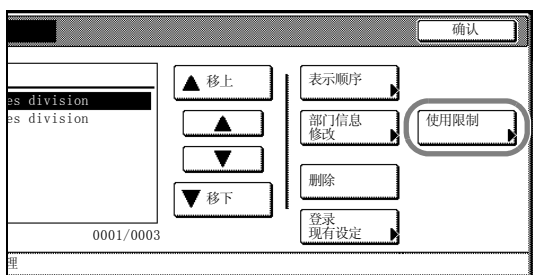 确认
移上
表示顺序
es division
es division
部门信息
修改
使用限制
删除
移下
登录
现有设定
0001/0003
理